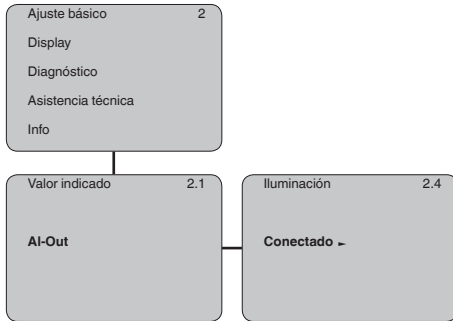 Ajuste básico 2
Display
Diagnóstico
Asistencia técnica
Info
Valor indicado 2.1
AI-Out
Iluminación 2.4
Conectado ►